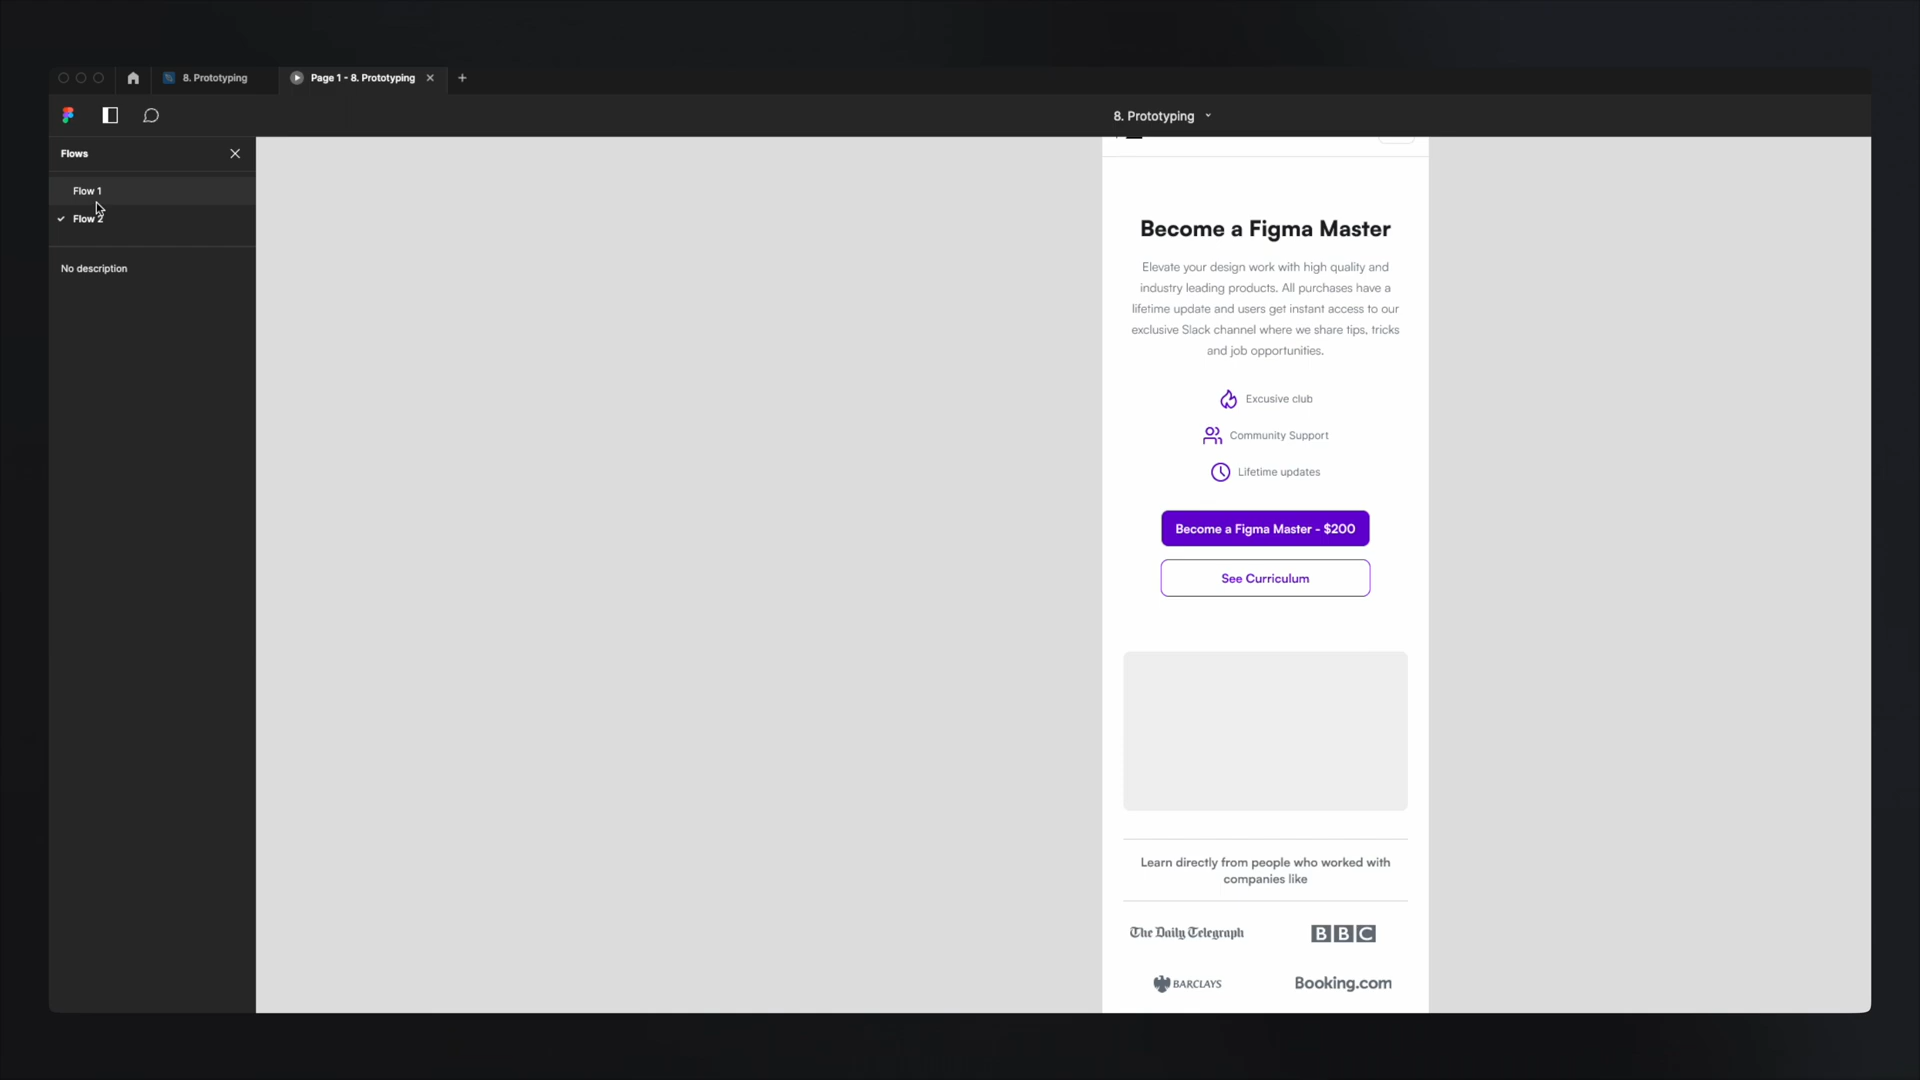 8. Prototyping
Page 1 - 8. Prototyping
8. Prototyping
Flows
Flow 1
Flow 2
No description
Become a Figma Master
Elevate your design work with high quality and
industry leading products. All purchases have a
lifetime update and users get instant access to our
exclusive Slack channel where we share tips, tricks
and job opportunities.
Excusive club
Community Support
Lifetime updates
Become a Figma Master - $200
See Curriculum
Learn directly from people who worked with
companies like
The Daily Telegraph
BBC
BARCLAYS
Booking.com